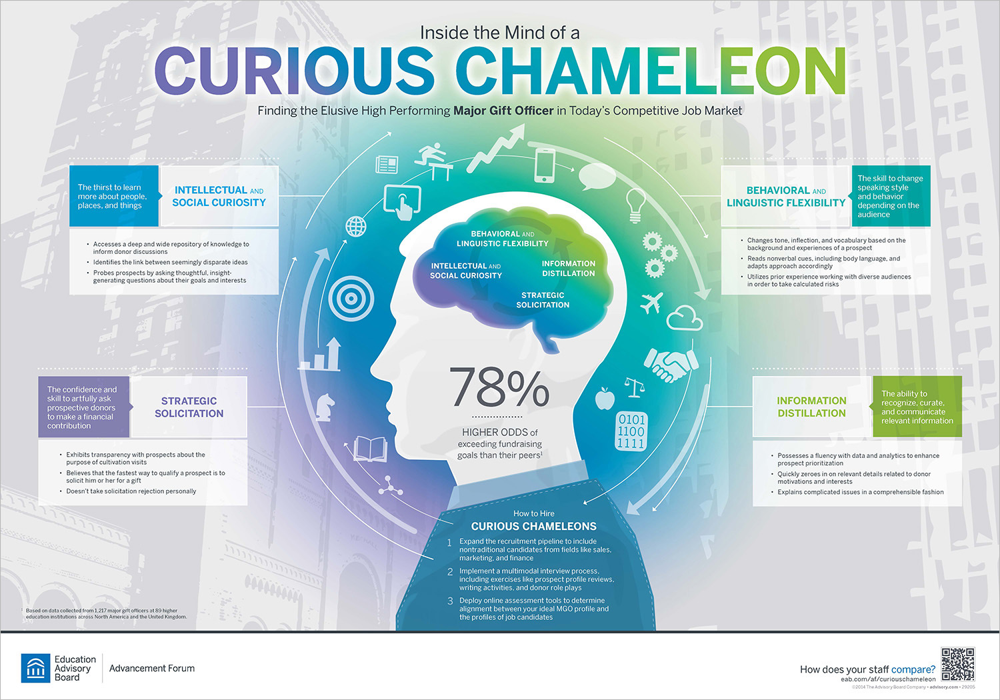 Inside the Mind of a
CURIOUS CHAMELEON
Finding the Elusive High Performing Major Gift Officer in Today's Competitive Job Market
The thirst to learn
more about people,
places, and things
INTELLECTUAL AND
SOCIAL CURIOSITY
• Accesses a deep and wide repository of knowledge to
inform donor discussions
• Identifies the link between seemingly disparate ideas
• Probes prospects by asking thoughtful, insight-
generating questions about their goals and interests
BEHAVIORAL AND
LINGUISTIC FLEXIBILITY
The skill to change
speaking style
and behavior
depending on the
audience
• Changes tone, inflection, and vocabulary based on the
background and experiences of a prospect
• Reads nonverbal cues, including body language, and
adapts approach accordingly
• Utilizes prior experience working with diverse audiences
in order to take calculated risks
BEHAVIORAL AND
LINGUISTIC FLEXIBILITY
INTELLECTUAL AND
SOCIAL CURIOSITY
INFORMATION
DISTILLATION
STRATEGIC
SOLICITATION
The confidence and
skill to artfully ask
prospective donors
to make a financial
contribution
STRATEGIC
SOLICITATION
• Exhibits transparency with prospects about the
purpose of cultivation visits
• Believes that the fastest way to qualify a prospect is to
solicit him or her for a gift
• Doesn't take solicitation rejection personally
78%
HIGHER ODDS of
exceeding fundraising
goals than their peers¹
0101
1100
1111
INFORMATION
DISTILLATION
The ability to
recognize, curate,
and communicate
relevant information
• Possesses a fluency with data and analytics to enhance
prospect prioritization
• Quickly zeroes in on relevant details related to donor
motivations and interests
• Explains complicated issues in a comprehensible fashion
How to Hire
CURIOUS CHAMELEONS
1 Expand the recruitment pipeline to include
nontraditional candidates from fields like sales,
marketing, and finance
2 Implement a multimodal interview process,
including exercises like prospect profile reviews,
writing activities, and donor role plays
3 Deploy online assessment tools to determine
alignment between your ideal MGO profile and
the profiles of job candidates
¹ Based on data collected from 1,217 major gift officers at 89 higher
education institutions across North America and the United Kingdom.
Education
Advisory
Board
Advancement Forum
How does your staff compare?
eab.com/af/curiouschameleon
©2014 The Advisory Board Company • advisory.com • 29205